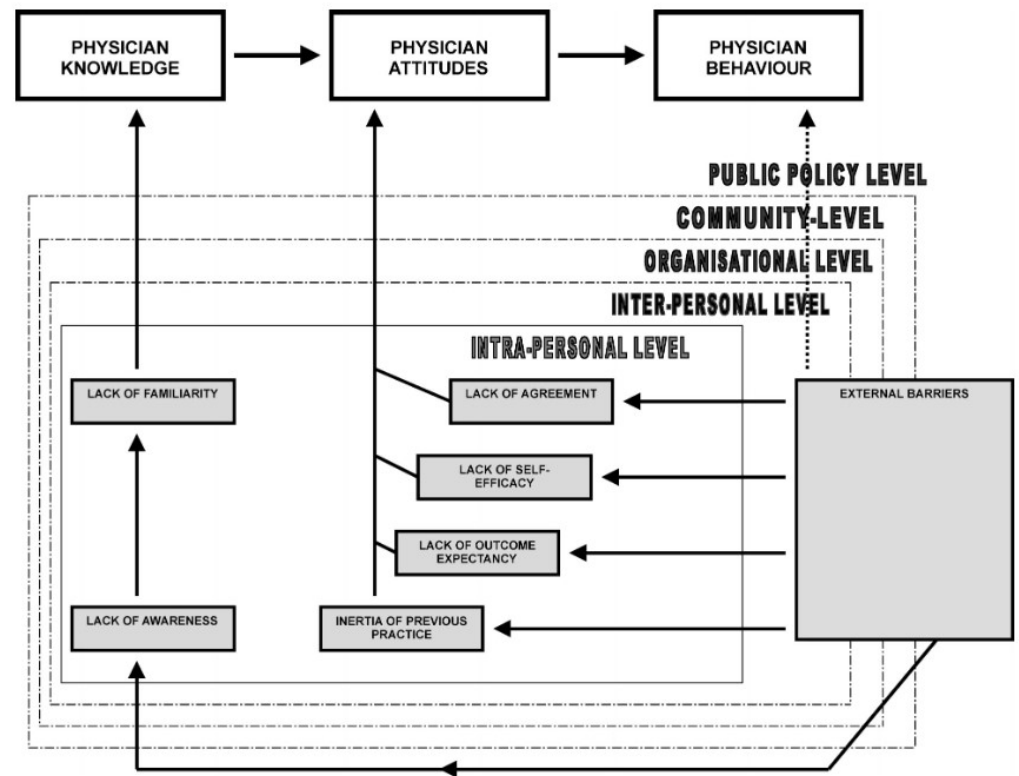 PHYSICIAN
KNOWLEDGE
PHYSICIAN
ATTITUDES
PHYSICIAN
BEHAVIOUR
PUBLIC POLICY LEVEL
COMMUNITY-LEVEL
ORGANISATIONAL LEVEL
INTER-PERSONAL LEVEL
INTRA-PERSONAL LEVEL
LACK OF FAMILIARITY
LACK OF AGREEMENT
EXTERNAL BARRIERS
LACK OF SELF-
EFFICACY
LACK OF OUTCOME
EXPECTANCY
LACK OF AWARENESS
INERTIA OF PREVIOUS
PRACTICE